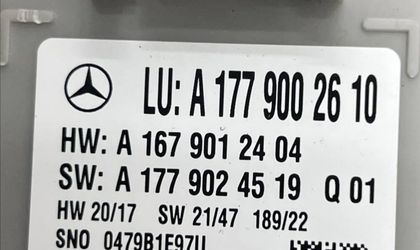 LU: A 177 900 26 10
HW: A 167 901 24 04
SW: A 177 902 45 19 Q 01
HW 20/17 SW 21/47 189/22
SNO 0479B1E97U